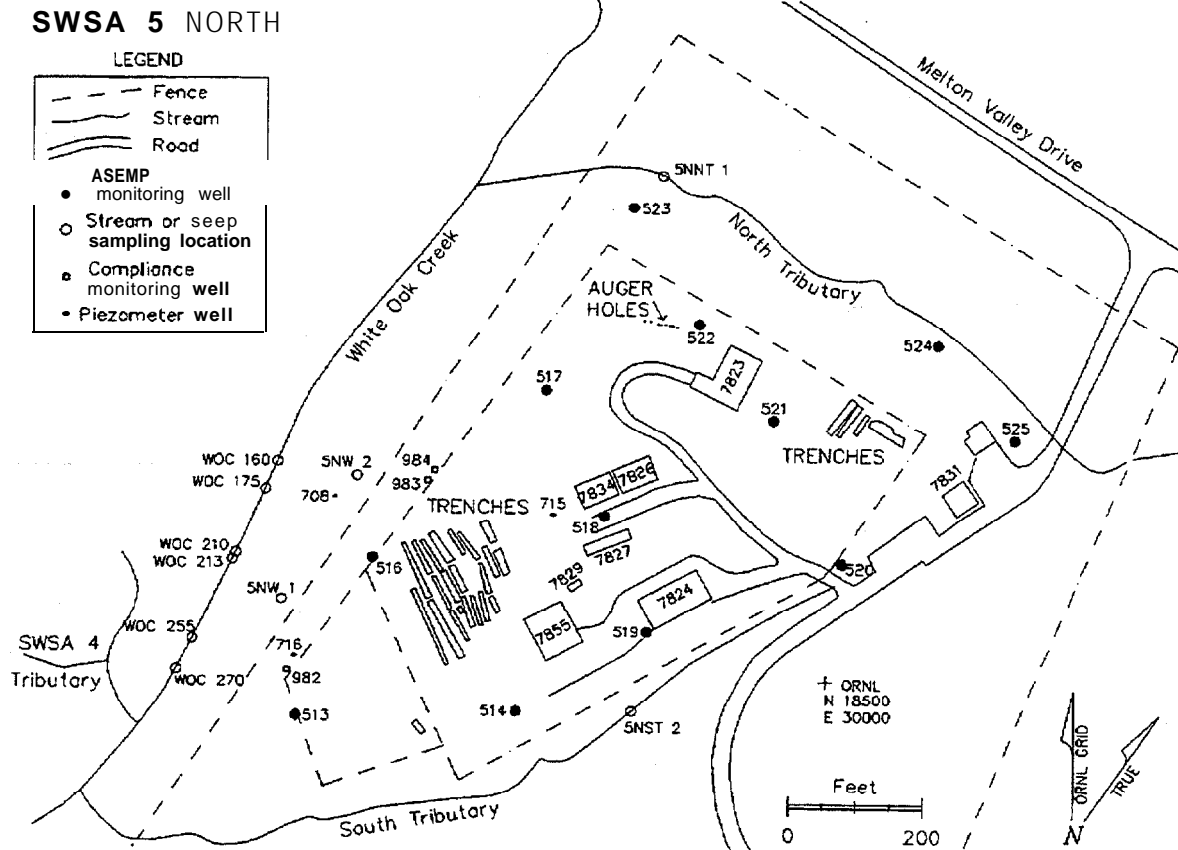 SWSA 5 NORTH
LEGEND
Fence
Stream
Road
ASEMP
monitoring well
Stream or seep
sampling location
Compliance
monitoring well
Piezometer well
Melton Valley Drive
5NNT 1
523
North Tributary
White Oak Creek
AUGER
HOLES
522
524
7823
517
521
525
TRENCHES
WOC 160
5NW 2
984
WOC 175
983
708
TRENCHES
715
7834
7826
7831
518
WOC 210
WOC 213
516
7827
520
7829
5NW 1
7824
WOC 255
7855
519
SWSA 4
Tributary
716
WOC 270
982
513
514
5NST 2
+ ORNL
N 18500
E 30000
South Tributary
Feet
0 200
ORNL GRID
TRUE
N